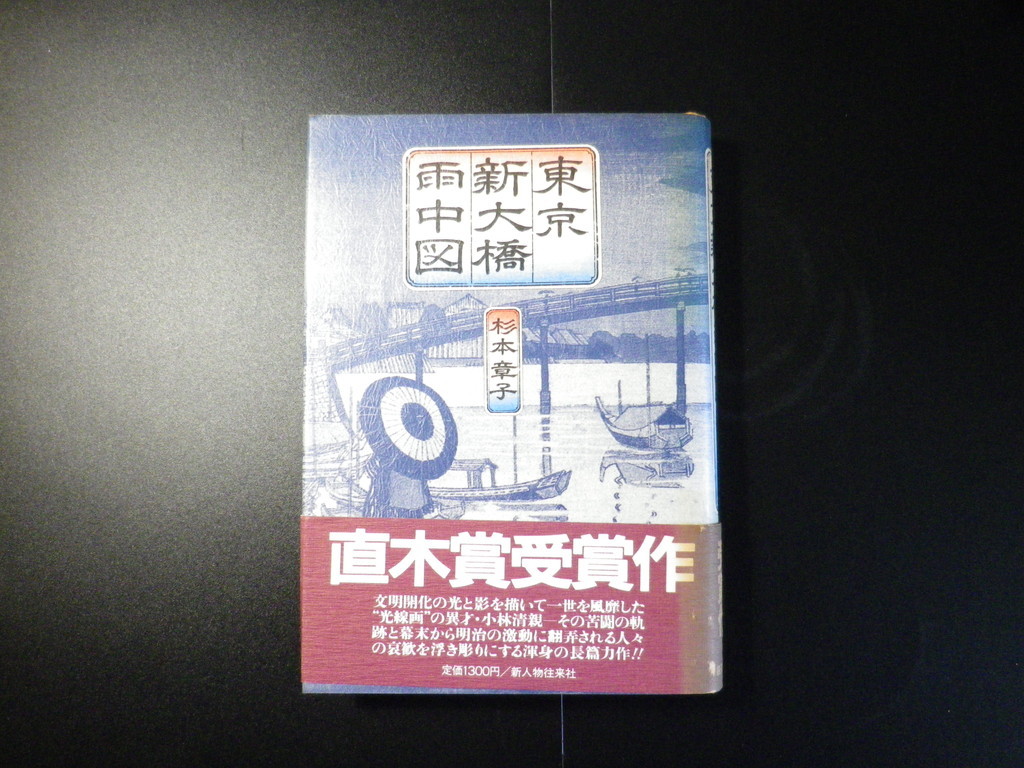 東京
新大橋
雨中図
杉本章子
直木賞受賞作
文明開化の光と影を描いて一世を風靡した
“光線画”の異才・小林清親―その苦闘の軌
跡と幕末から明治の激動に翻弄される人々
の哀歓を浮き彫りにする渾身の長篇力作!!
定価1300円/新人物往来社